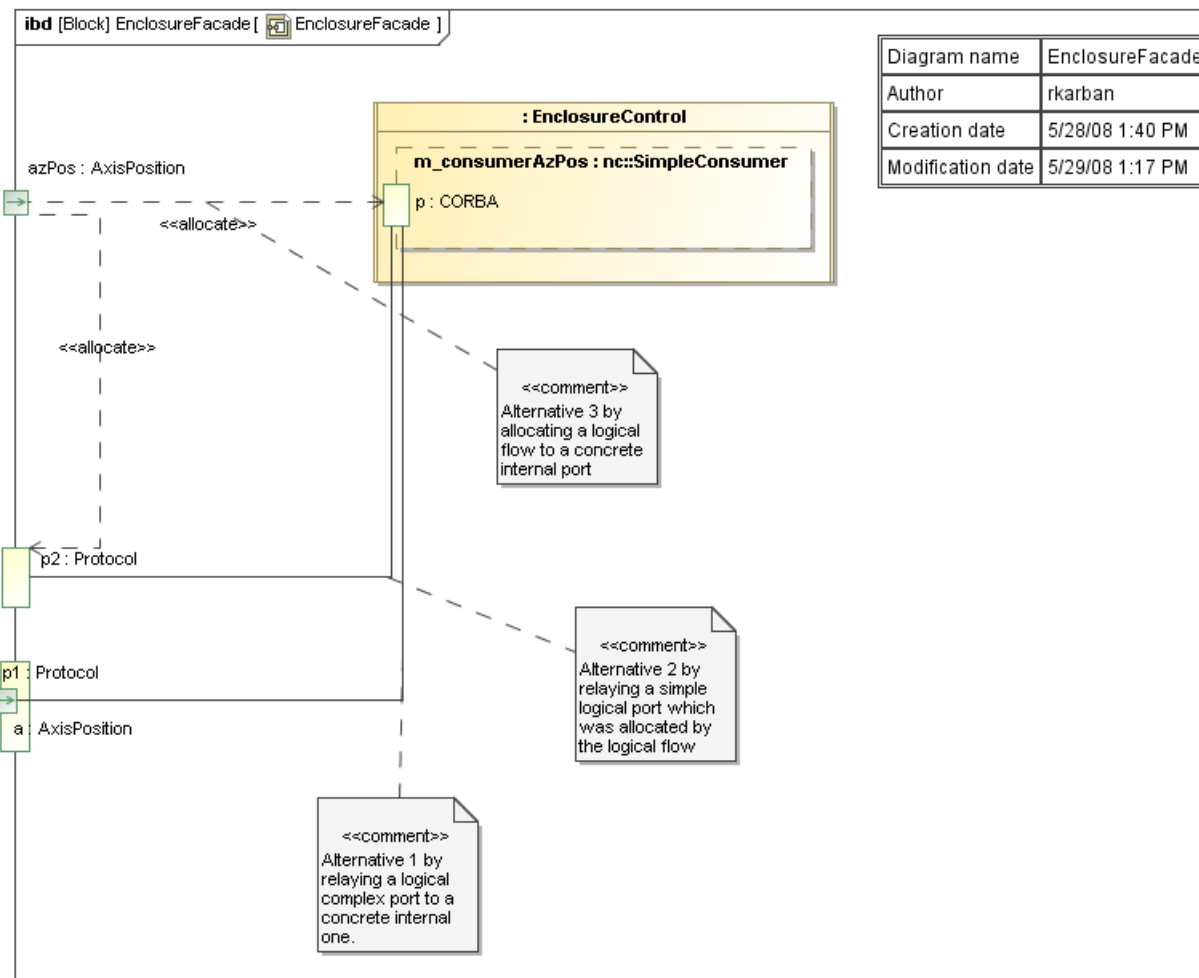 ibd [Block] EnclosureFacade [ EnclosureFacade ]
Diagram name EnclosureFacade
Author rkarban
Creation date 5/28/08 1:40 PM
Modification date 5/29/08 1:17 PM
: EnclosureControl
m_consumerAzPos : nc::SimpleConsumer
azPos : AxisPosition
p : CORBA
<<allocate>>
<<allocate>>
<<comment>>
Alternative 3 by
allocating a logical
flow to a concrete
internal port
p2 : Protocol
<<comment>>
Alternative 2 by
relaying a simple
logical port which
was allocated by
the logical flow
p1 : Protocol
a : AxisPosition
<<comment>>
Alternative 1 by
relaying a logical
complex port to a
concrete internal
one.